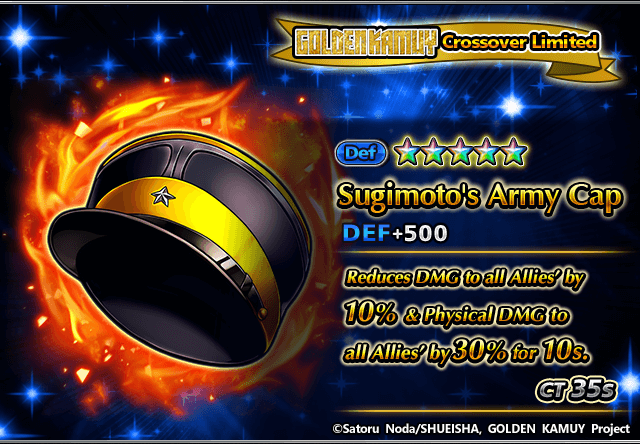 GOLDEN KAMUY Crossover Limited
Def
Sugimoto's Army Cap
DEF+500
Reduces DMG to all Allies' by
10% & Physical DMG to
all Allies' by 30% for 10s.
CT 35s
©Satoru Noda/SHUEISHA, GOLDEN KAMUY Project